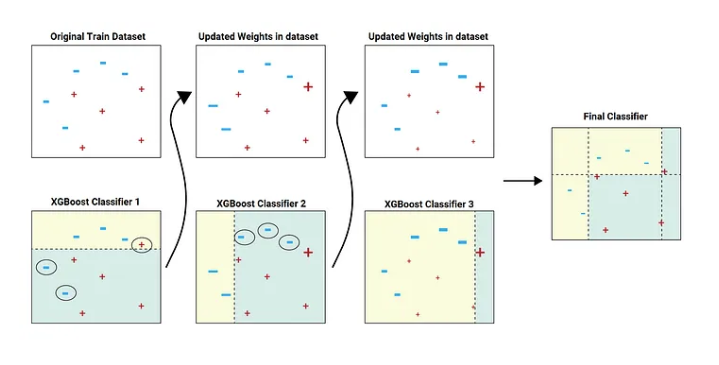 Original Train Dataset
Updated Weights in dataset
Updated Weights in dataset
Final Classifier
XGBoost Classifier 1
XGBoost Classifier 2
XGBoost Classifier 3